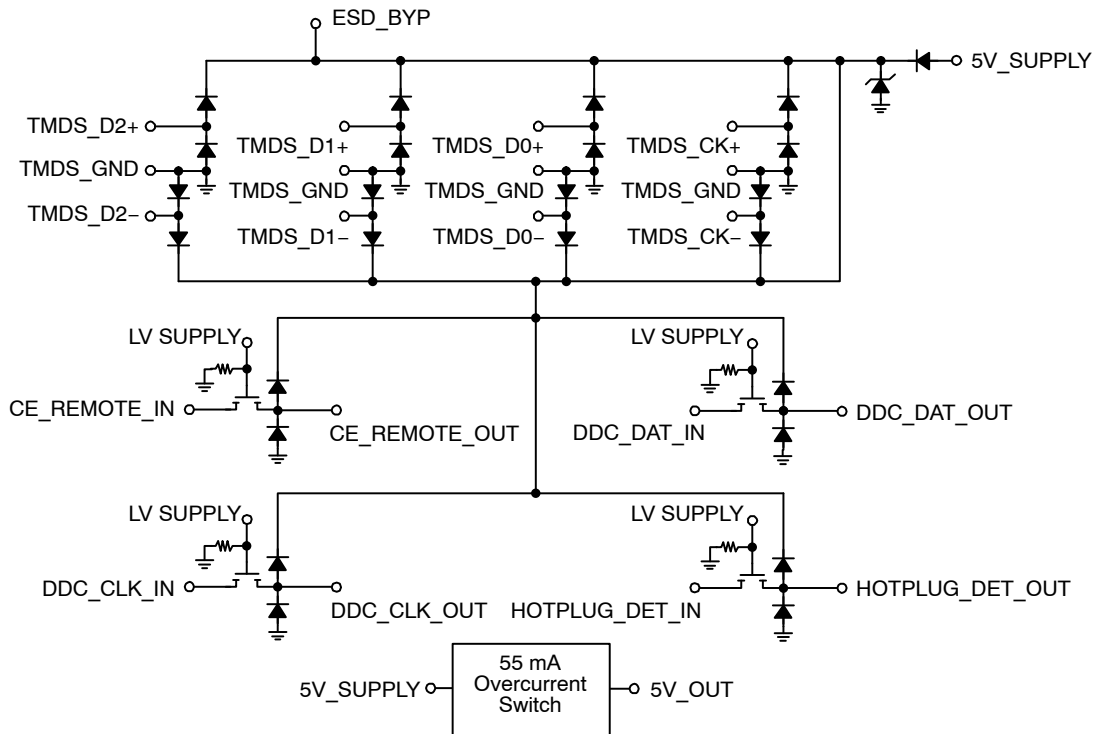 ESD_BYP
5V_SUPPLY
TMDS_D2+
TMDS_D1+
TMDS_D0+
TMDS_CK+
TMDS_GND
TMDS_GND
TMDS_GND
TMDS_GND
TMDS_D2−
TMDS_D1−
TMDS_D0−
TMDS_CK−
LV SUPPLY
LV SUPPLY
CE_REMOTE_IN
CE_REMOTE_OUT
DDC_DAT_IN
DDC_DAT_OUT
LV SUPPLY
LV SUPPLY
DDC_CLK_IN
DDC_CLK_OUT
HOTPLUG_DET_IN
HOTPLUG_DET_OUT
5V_SUPPLY
55 mA
Overcurrent
Switch
5V_OUT